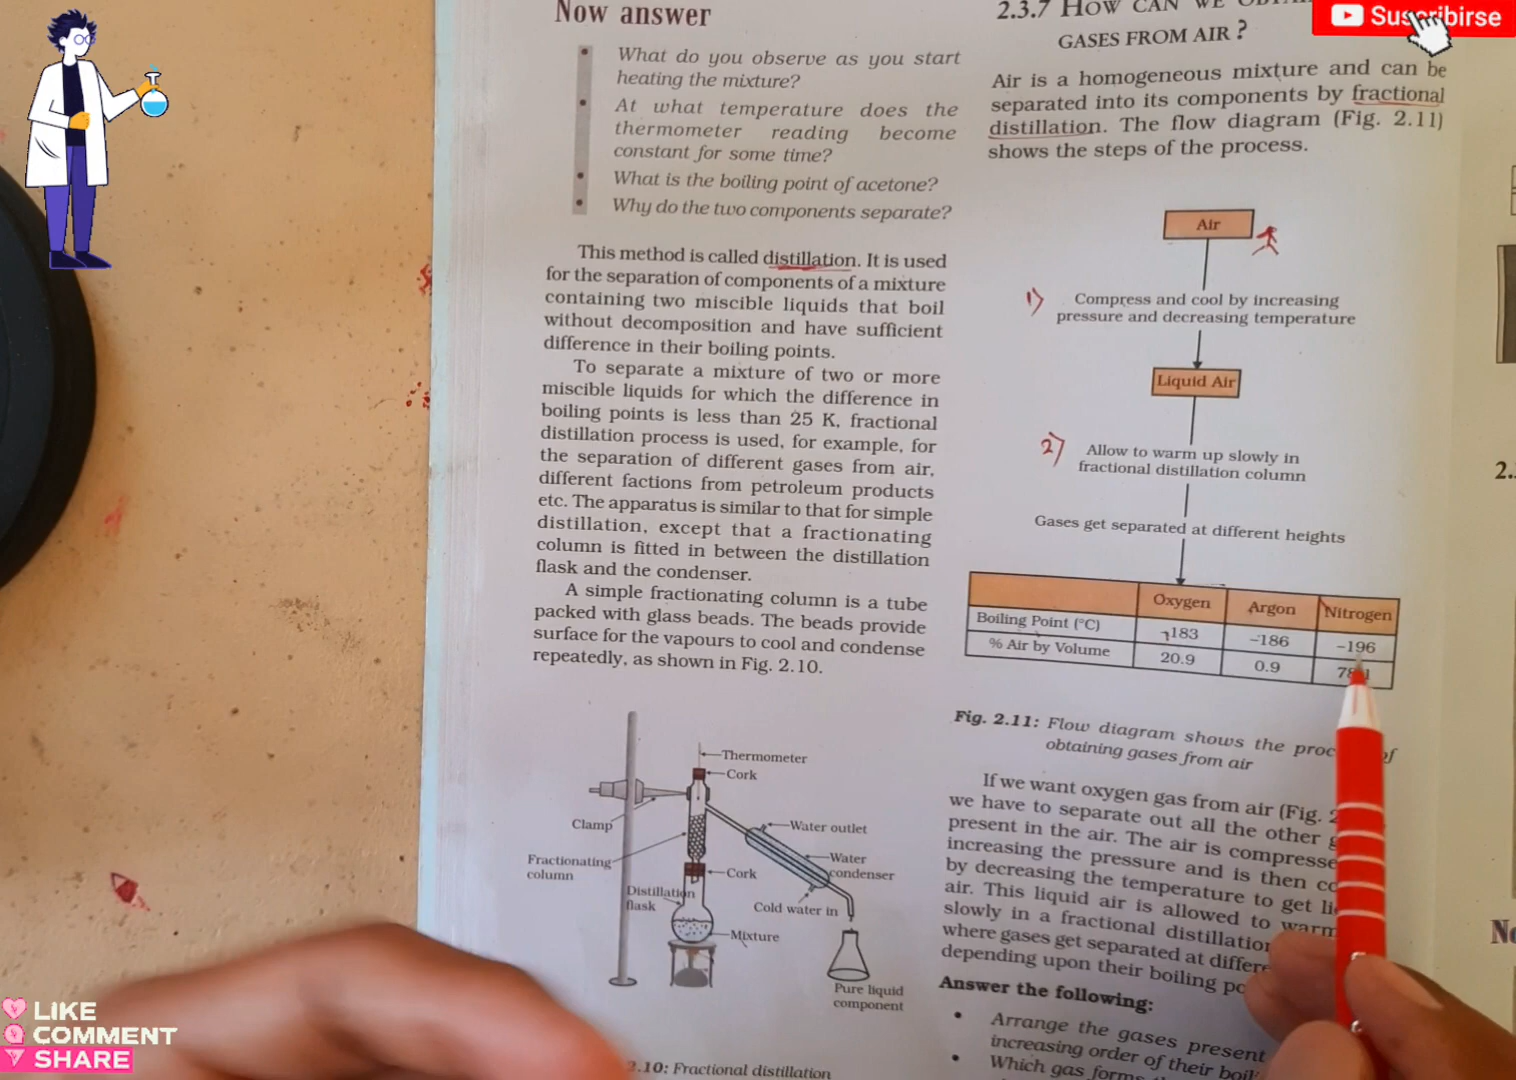 Now answer
• What do you observe as you start
heating the mixture?
• At what temperature does the
thermometer reading become
constant for some time?
• What is the boiling point of acetone?
• Why do the two components separate?
This method is called distillation. It is used
for the separation of components of a mixture
containing two miscible liquids that boil
without decomposition and have sufficient
difference in their boiling points.
To separate a mixture of two or more
miscible liquids for which the difference in
boiling points is less than 25 K, fractional
distillation process is used, for example, for
the separation of different gases from air,
different factions from petroleum products
etc. The apparatus is similar to that for simple
distillation, except that a fractionating
column is fitted in between the distillation
flask and the condenser.
A simple fractionating column is a tube
packed with glass beads. The beads provide
surface for the vapours to cool and condense
repeatedly, as shown in Fig. 2.10.
Thermometer
Cork
Clamp
Water outlet
Fractionating
column
Water
condenser
Cork
Distillation
flask
Cold water in
Mixture
Pure liquid
component
2.10: Fractional distillation
2.3.7 HOW CAN WE
GASES FROM AIR ?
Air is a homogeneous mixture and can be
separated into its components by fractional
distillation. The flow diagram (Fig. 2.11)
shows the steps of the process.
Air
1) Compress and cool by increasing
pressure and decreasing temperature
Liquid Air
2) Allow to warm up slowly in
fractional distillation column
Gases get separated at different heights
Oxygen Argon Nitrogen
Boiling Point (°C) -183 -186 -196
% Air by Volume 20.9 0.9
Fig. 2.11: Flow diagram shows the of
obtaining gases from air
If we want oxygen gas from air (Fig.
we have to separate out all the other
present in the air. The air is
increasing the pressure and is then
by decreasing the temperature to get
air. This liquid air is allowed to warm
slowly in a fractional
where gases get separated at
depending upon their boiling
Answer the following:
• Arrange the gases present
increasing order of their
• Which gas forms
Suscribirse
LIKE
COMMENT
SHARE